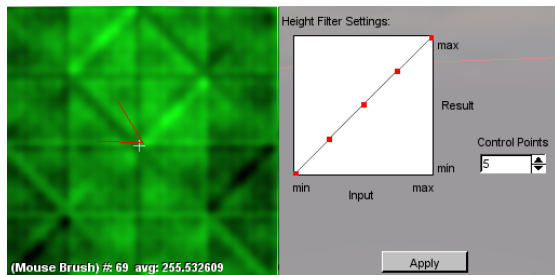 Height Filter Settings:
max
Result
Control Points
5
min
min
max
Input
Apply
(Mouse Brush) #: 69 avg: 255.532609